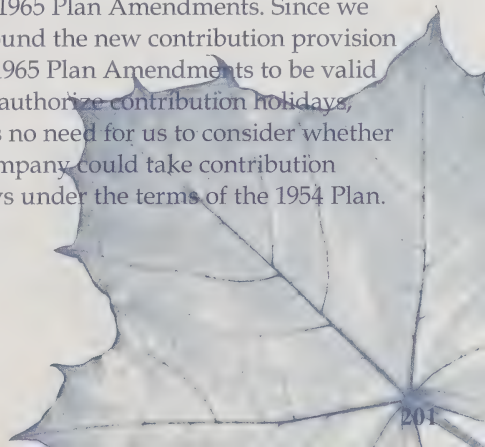 1965 Plan Amendments. Since we
und the new contribution provision
1965 Plan Amendments to be valid
authorize contribution holidays,
s no need for us to consider whether
mpany could take contribution
ys under the terms of the 1954 Plan.
201